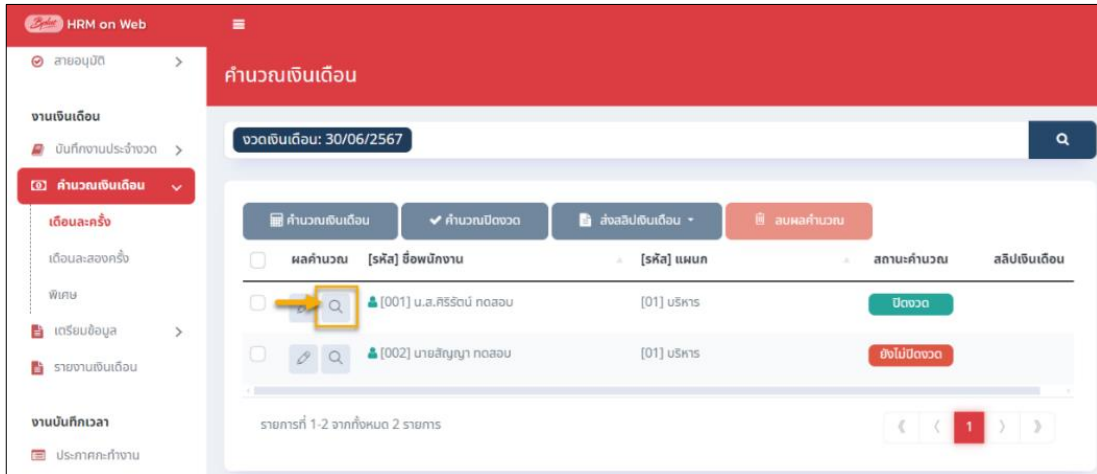 HRM on Web
สายอนุมัติ
คำนวณเงินเดือน
งานเงินเดือน
บันทึกงานประจำงวด
งวดเงินเดือน: 30/06/2567
คำนวณเงินเดือน
เดือนละครั้ง
เดือนละสองครั้ง
พิเศษ
เตรียมข้อมูล
รายงานเงินเดือน
งานบันทึกเวลา
ประกาศกะทำงาน
คำนวณเงินเดือน คำนวณปิดงวด ส่งสลิปเงินเดือน ลบผลคำนวณ
ผลคำนวณ [รหัส] ชื่อพนักงาน [รหัส] แผนก สถานะคำนวณ สลิปเงินเดือน
[001] น.ส.ศิริรัตน์ ทดสอบ [01] บริหาร ปิดงวด
[002] นายสัญญา ทดสอบ [01] บริหาร ยังไม่ปิดงวด
รายการที่ 1-2 จากทั้งหมด 2 รายการ 1